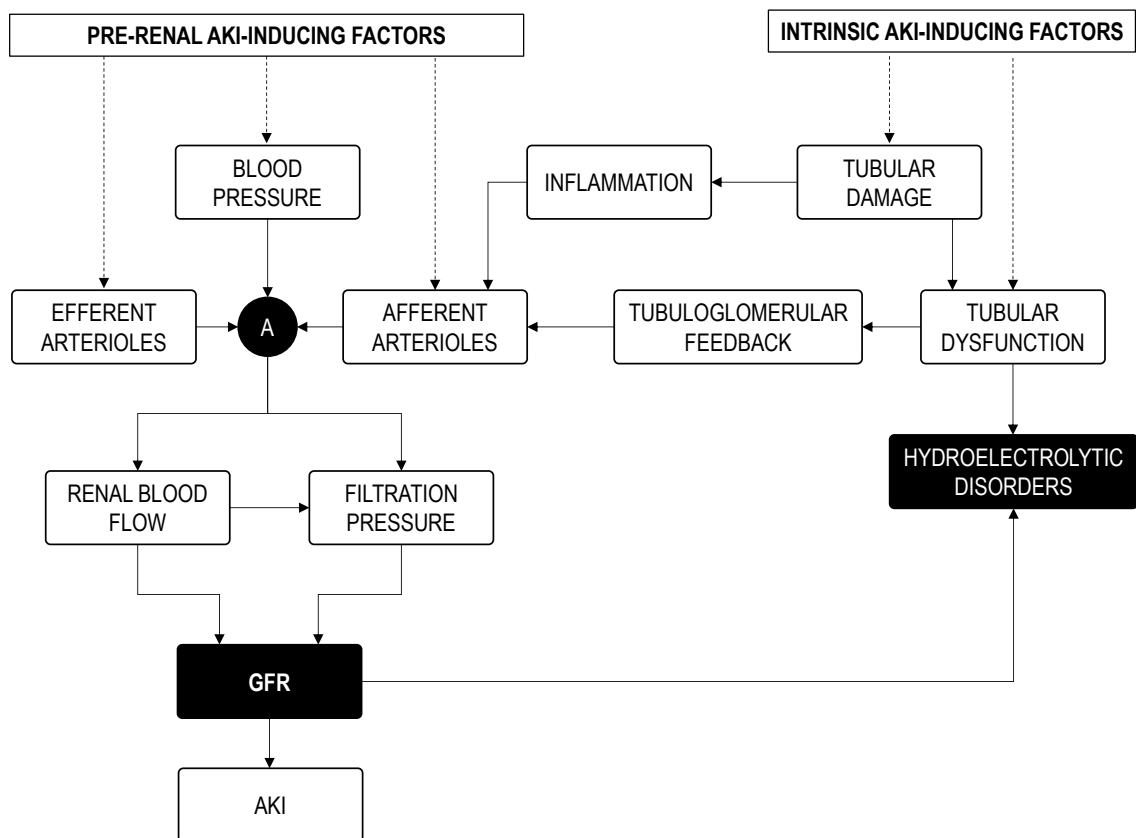 PRE-RENAL AKI-INDUCING FACTORS
INTRINSIC AKI-INDUCING FACTORS
BLOOD
PRESSURE
INFLAMMATION
TUBULAR
DAMAGE
EFFERENT
ARTERIOLES
A
AFFERENT
ARTERIOLES
TUBULOGLOMERULAR
FEEDBACK
TUBULAR
DYSFUNCTION
RENAL BLOOD
FLOW
FILTRATION
PRESSURE
HYDROELECTROLYTIC
DISORDERS
GFR
AKI